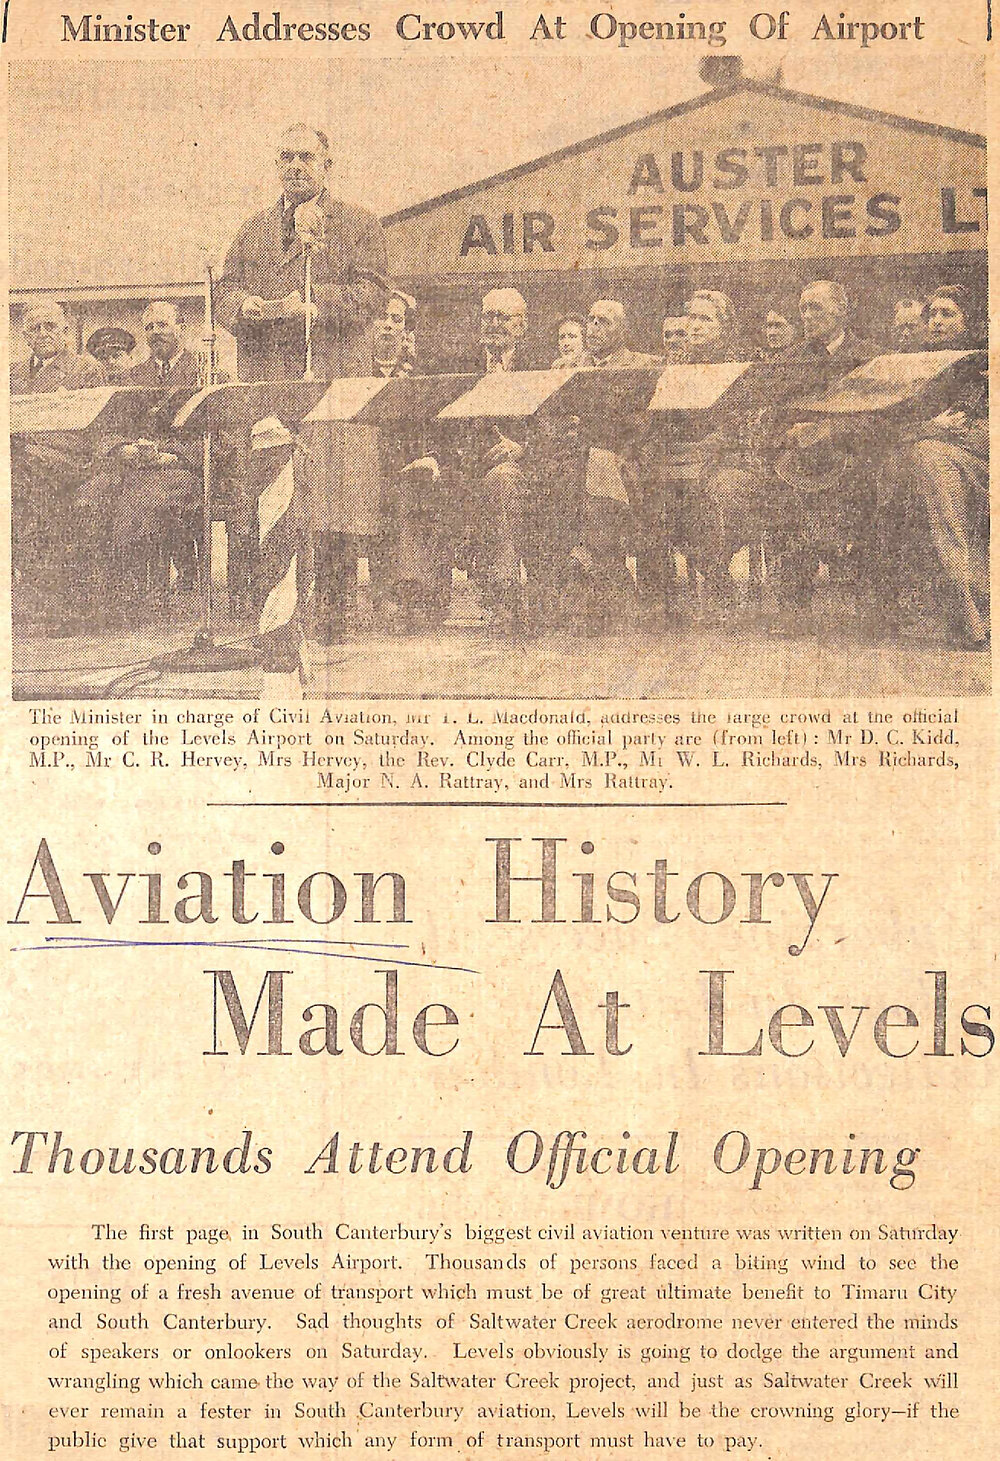 Minister Addresses Crowd At Opening Of Airport
AUSTER
AIR SERVICES LT
The Minister in charge of Civil Aviation, Mr T. L. Macdonald, addresses the large crowd at the official
opening of the Levels Airport on Saturday. Among the official party are (from left) : Mr D. C. Kidd,
M.P., Mr C. R. Hervey, Mrs Hervey, the Rev. Clyde Carr, M.P., Mr W. L. Richards, Mrs Richards,
Major N. A. Rattray, and Mrs Rattray.
Aviation History
Made At Levels
Thousands Attend Official Opening
The first page in South Canterbury's biggest civil aviation venture was written on Saturday
with the opening of Levels Airport. Thousands of persons faced a biting wind to see the
opening of a fresh avenue of transport which must be of great ultimate benefit to Timaru City
and South Canterbury. Sad thoughts of Saltwater Creek aerodrome never entered the minds
of speakers or onlookers on Saturday. Levels obviously is going to dodge the argument and
wrangling which came the way of the Saltwater Creek project, and just as Saltwater Creek will
ever remain a fester in South Canterbury aviation, Levels will be the crowning glory—if the
public give that support which any form of transport must have to pay.